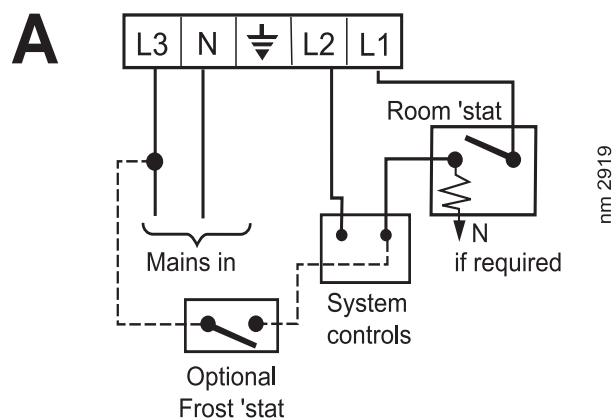 A
L3 N L2 L1
Room 'stat
nm 2919
N
if required
Mains in
System
controls
Optional
Frost 'stat